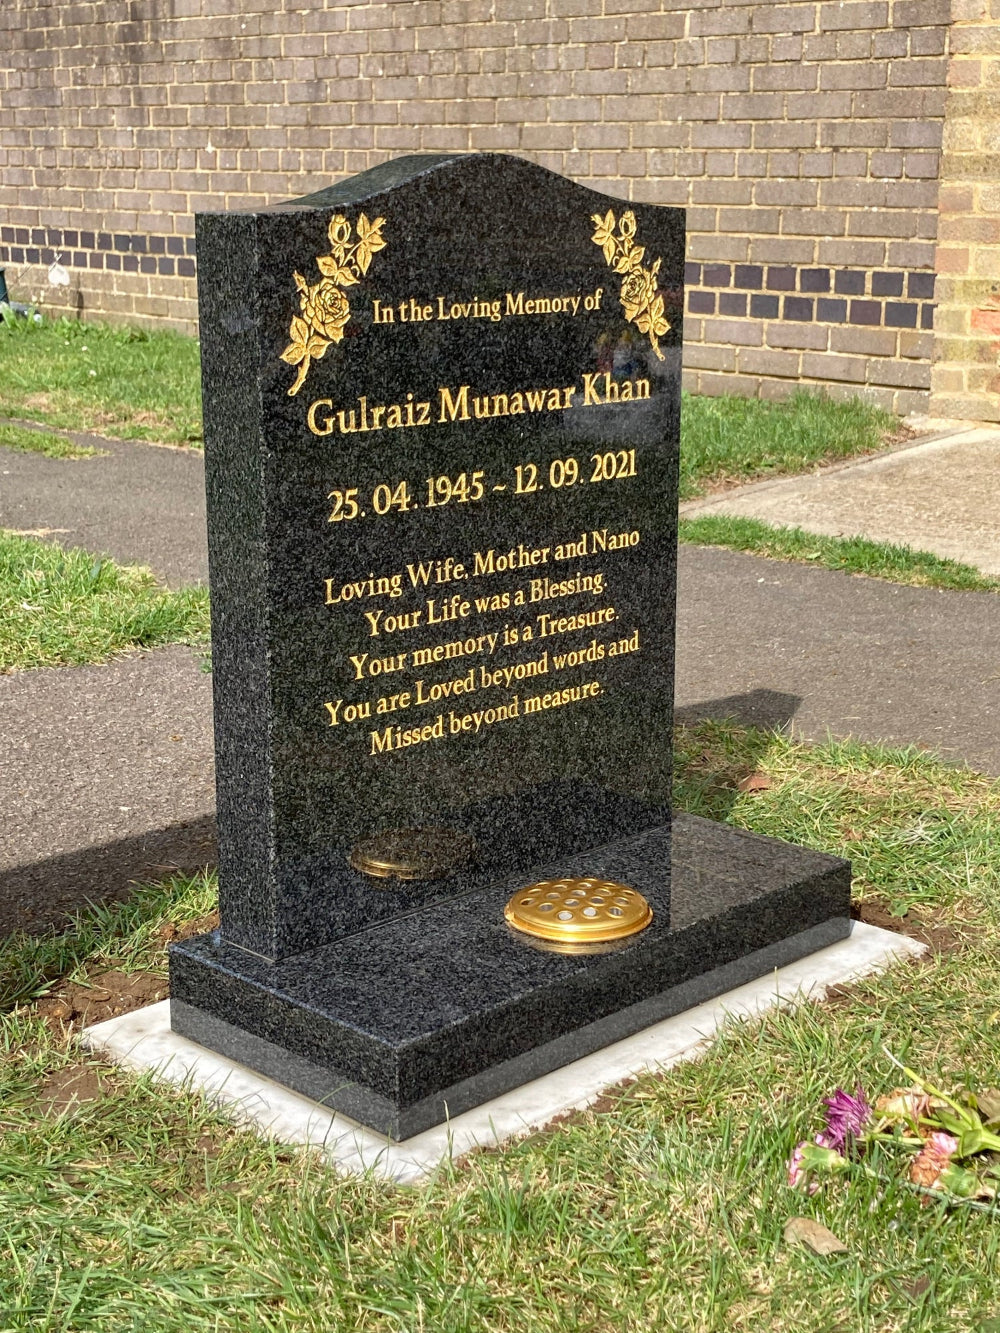 In the Loving Memory of
Gulraiz Munawar Khan
25. 04. 1945 ~ 12. 09. 2021
Loving Wife, Mother and Nano
Your Life was a Blessing.
Your memory is a Treasure.
You are Loved beyond words and
Missed beyond measure.